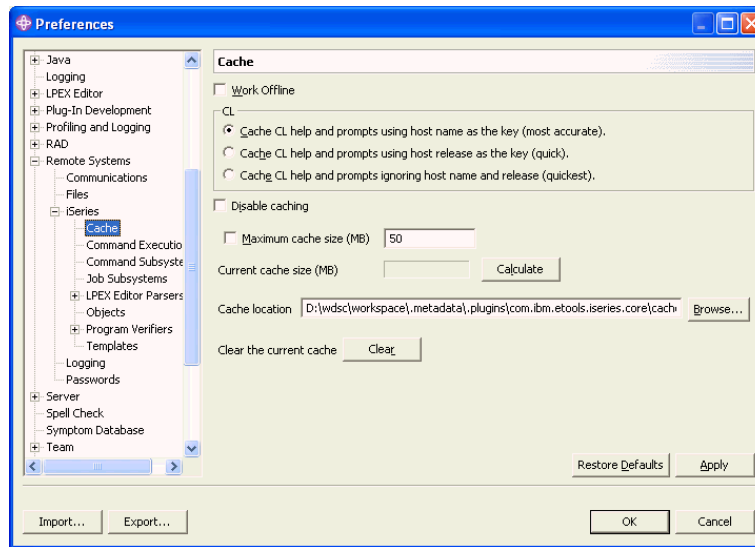 Preferences
Java
Logging
LPEX Editor
Plug-In Development
Profiling and Logging
RAD
Remote Systems
Communications
Files
iSeries
Cache
Command Executio
Command Subsyste
Job Subsystems
LPEX Editor Parsers
Objects
Program Verifiers
Templates
Logging
Passwords
Server
Spell Check
Symptom Database
Team
Cache
Work Offline
CL
Cache CL help and prompts using host name as the key (most accurate).
Cache CL help and prompts using host release as the key (quick).
Cache CL help and prompts ignoring host name and release (quickest).
Disable caching
Maximum cache size (MB) 50
Current cache size (MB) Calculate
Cache location D:\wdsc\workspace\.metadata\.plugins\com.ibm.etools.iseries.core\cach Browse...
Clear the current cache Clear
Restore Defaults Apply
Import... Export... OK Cancel